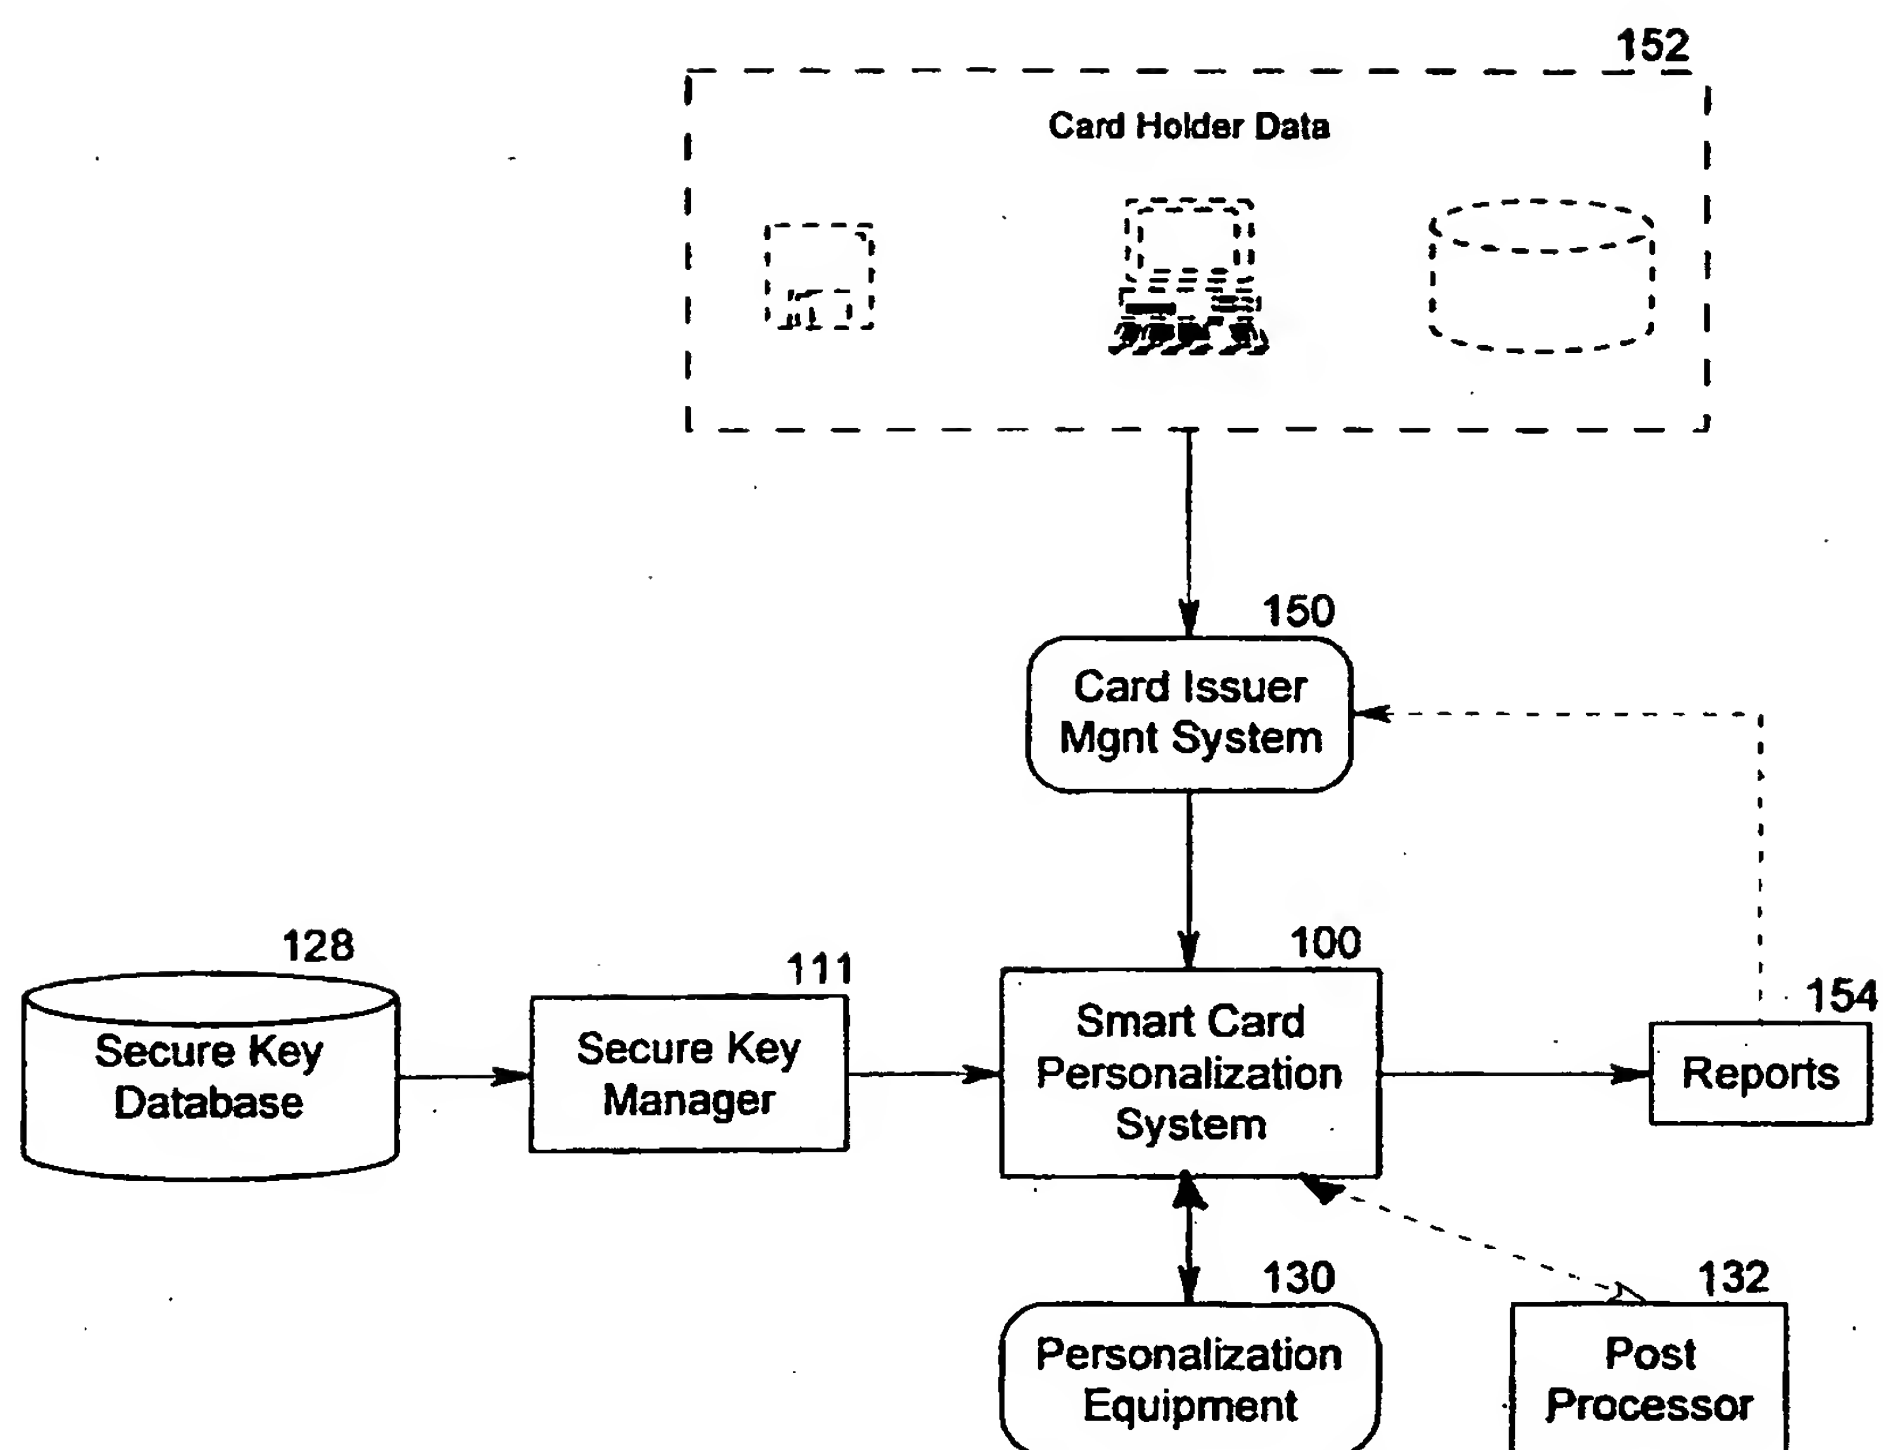 152
Card Holder Data
150
Card Issuer
Mgnt System
128
Secure Key
Database
111
Secure Key
Manager
100
Smart Card
Personalization
System
154
Reports
130
Personalization
Equipment
132
Post
Processor